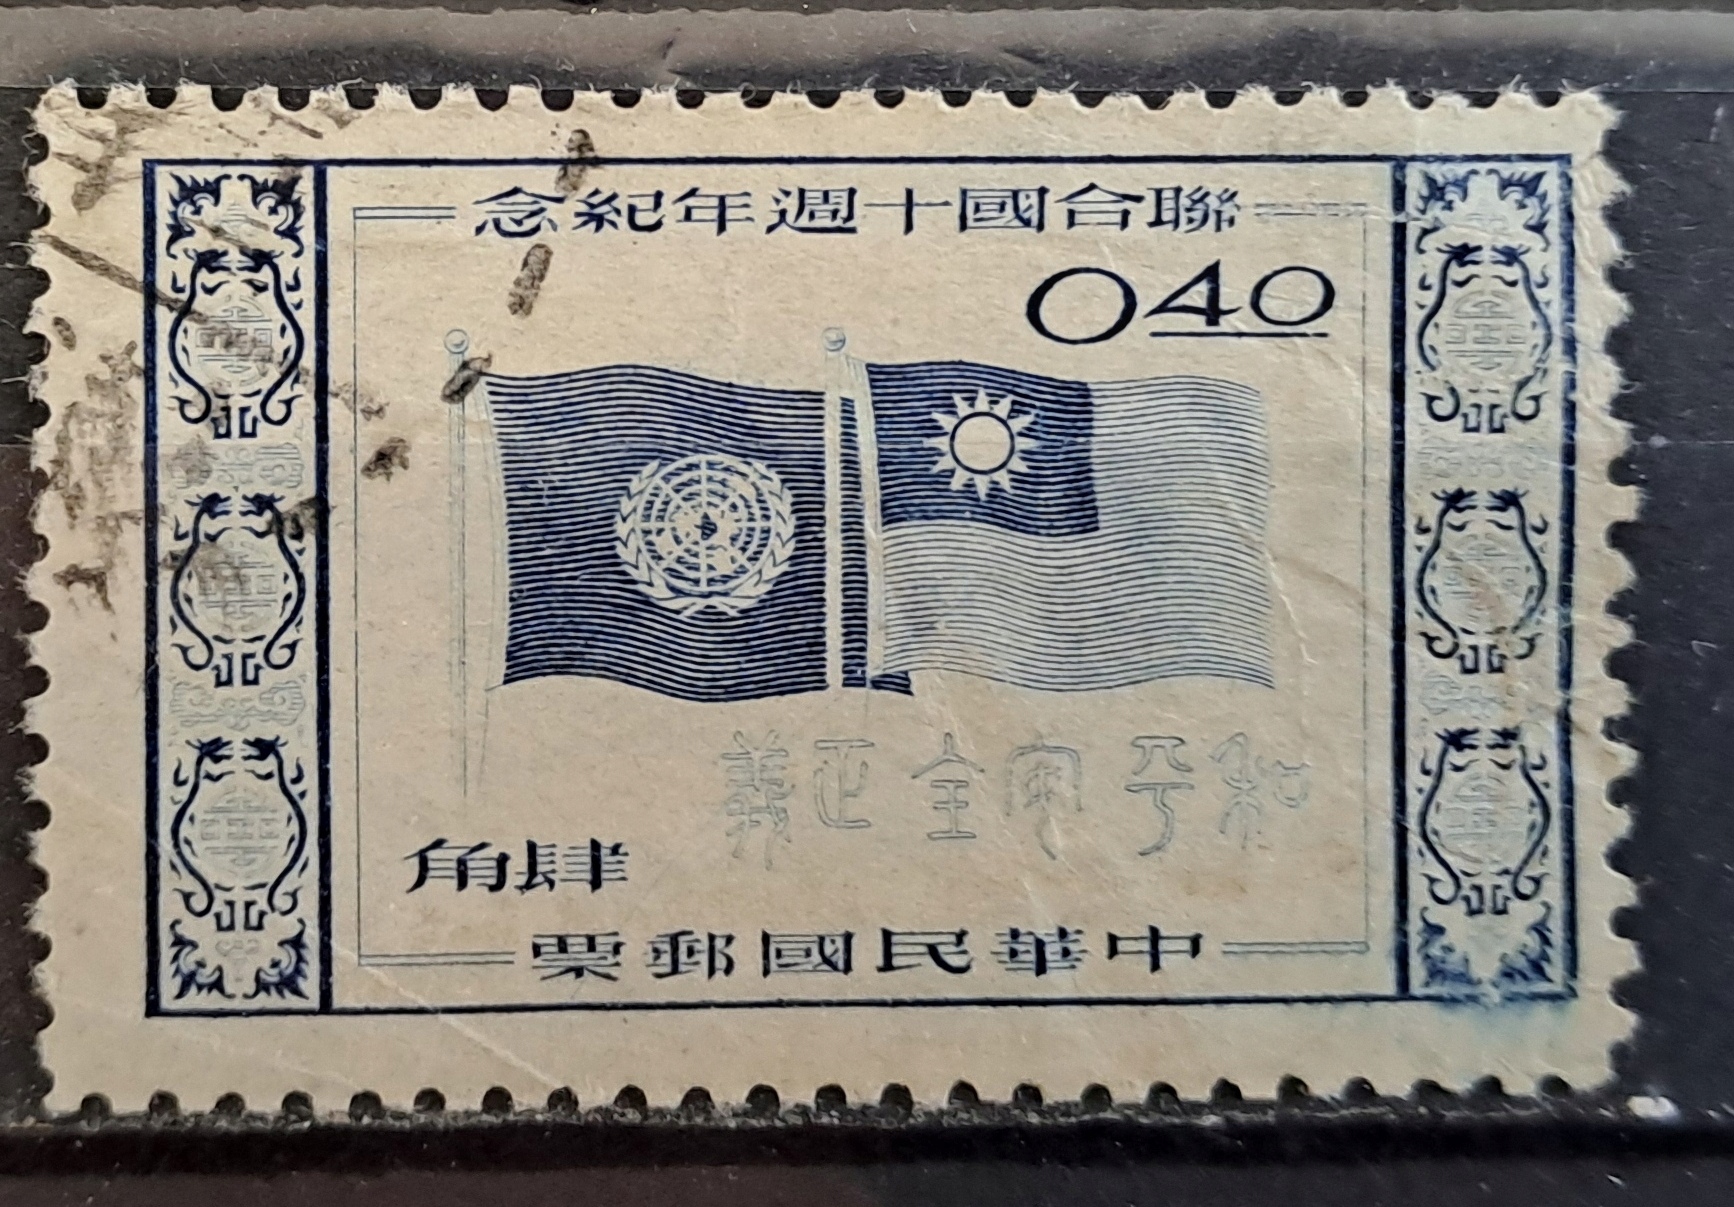 聯合國十週年紀念
0.40
和平安全正義
肆角
中華民國郵票